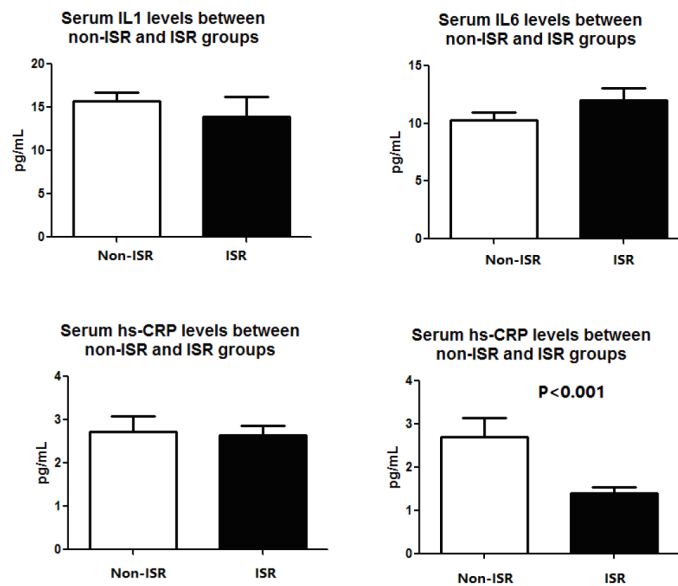 Serum IL1 levels between
non-ISR and ISR groups
20
15
10
5
0
pg/mL
Non-ISR
ISR
Serum IL6 levels between
non-ISR and ISR groups
15
10
5
0
pg/mL
Non-ISR
ISR
Serum hs-CRP levels between
non-ISR and ISR groups
4
3
2
1
0
pg/mL
Non-ISR
ISR
Serum hs-CRP levels between
non-ISR and ISR groups
P<0.001
4
3
2
1
0
pg/mL
Non-ISR
ISR